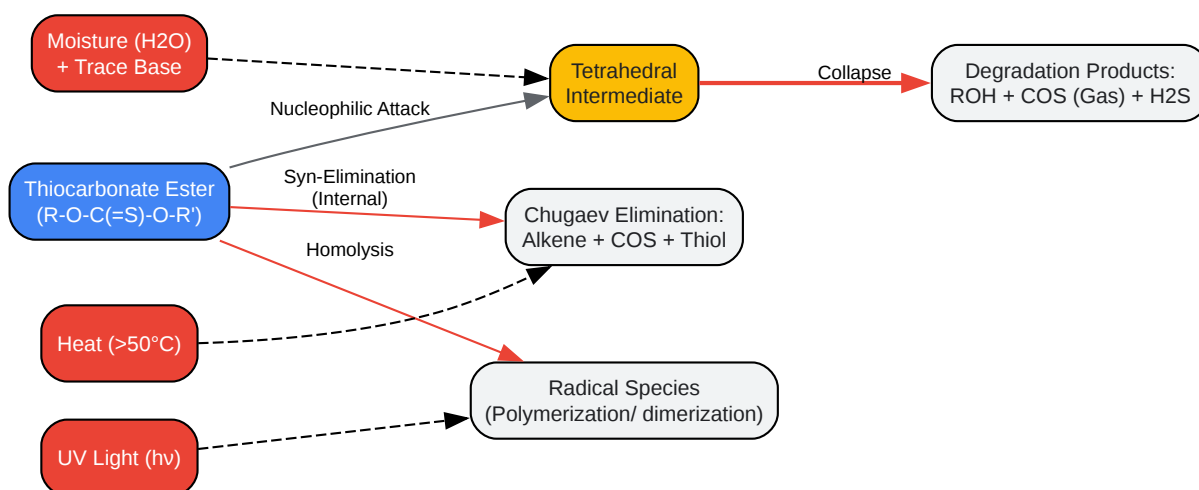 Moisture (H2O)
+ Trace Base
Tetrahedral
Intermediate
Collapse
Degradation Products:
ROH + COS (Gas) + H2S
Nucleophilic Attack
Thiocarbonate Ester
(R-O-C(=S)-O-R')
Syn-Elimination
(Internal)
Chugaev Elimination:
Alkene + COS + Thiol
Homolysis
Heat (>50°C)
Radical Species
(Polymerization/ dimerization)
UV Light (hν)